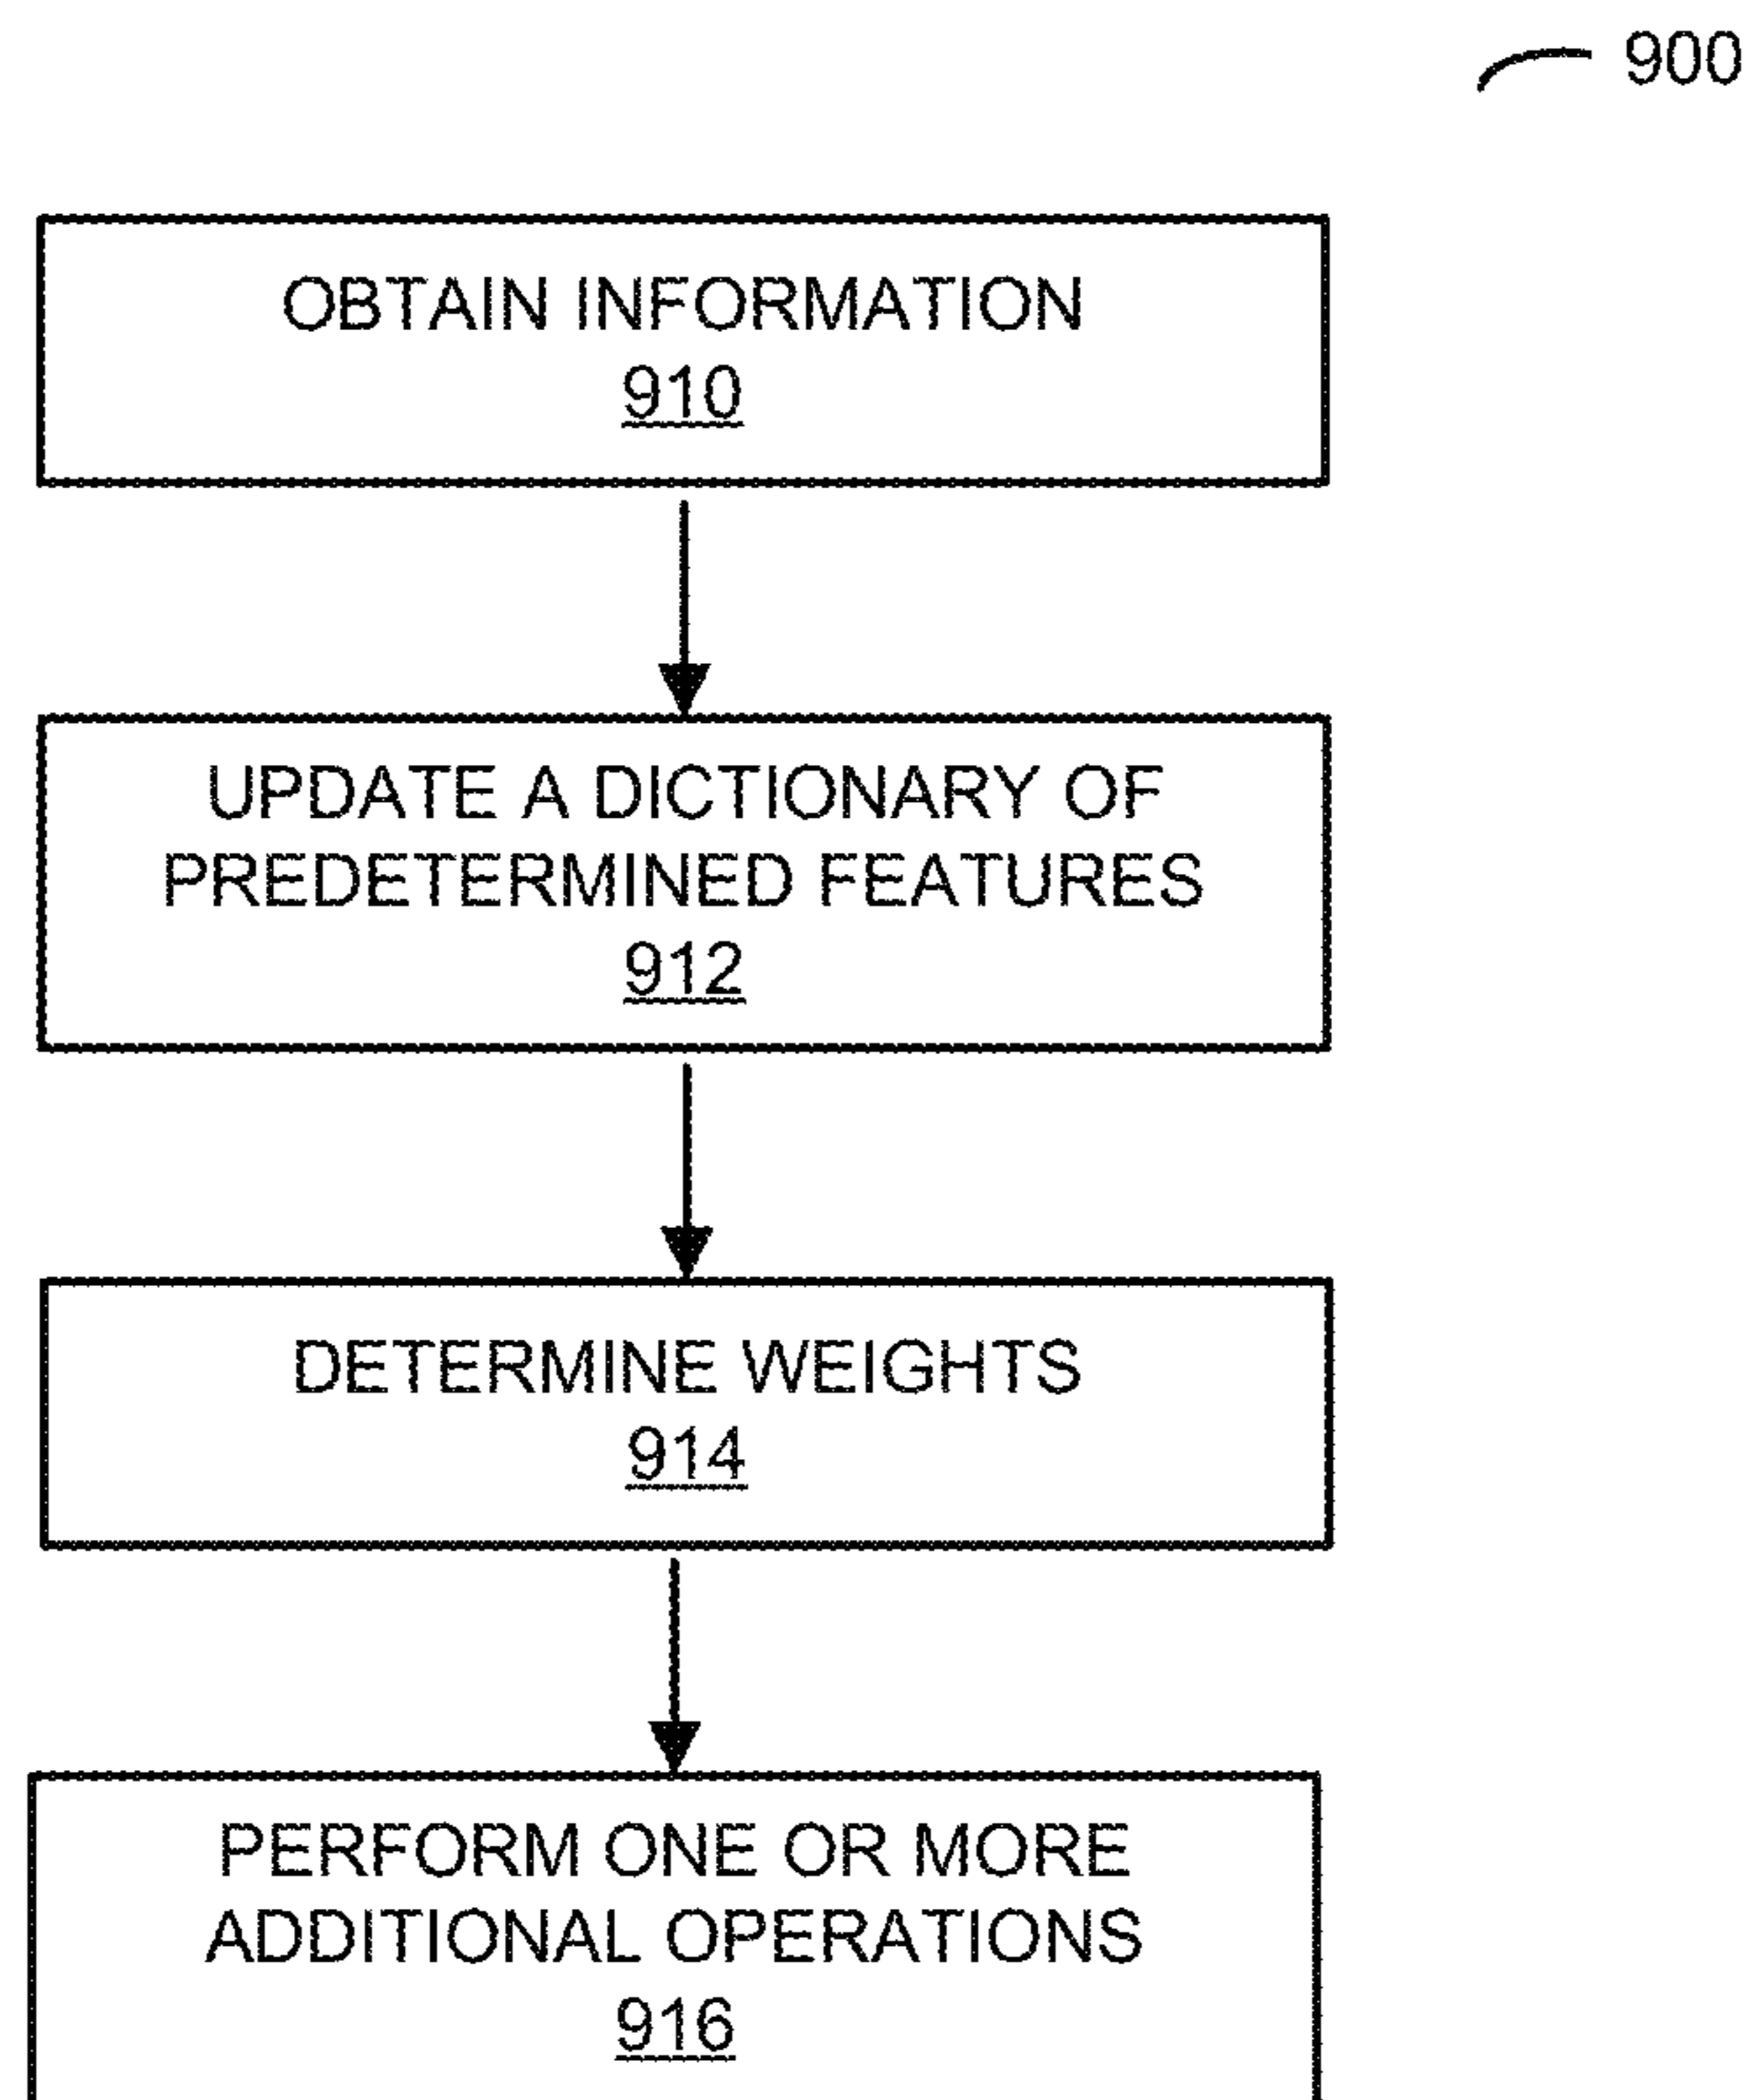 900
OBTAIN INFORMATION
910
UPDATE A DICTIONARY OF
PREDETERMINED FEATURES
912
DETERMINE WEIGHTS
914
PERFORM ONE OR MORE
ADDITIONAL OPERATIONS
916